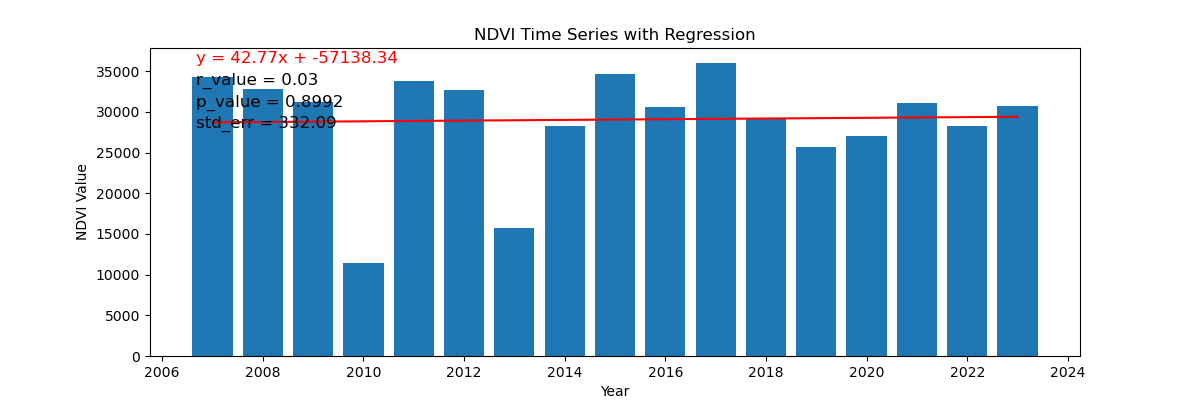 NDVI Time Series with Regression
y = 42.77x + -57138.34
r_value = 0.03
p_value = 0.8992
std_err = 332.09
35000
30000
25000
20000
15000
10000
5000
0
NDVI Value
2006 2008 2010 2012 2014 2016 2018 2020 2022 2024
Year